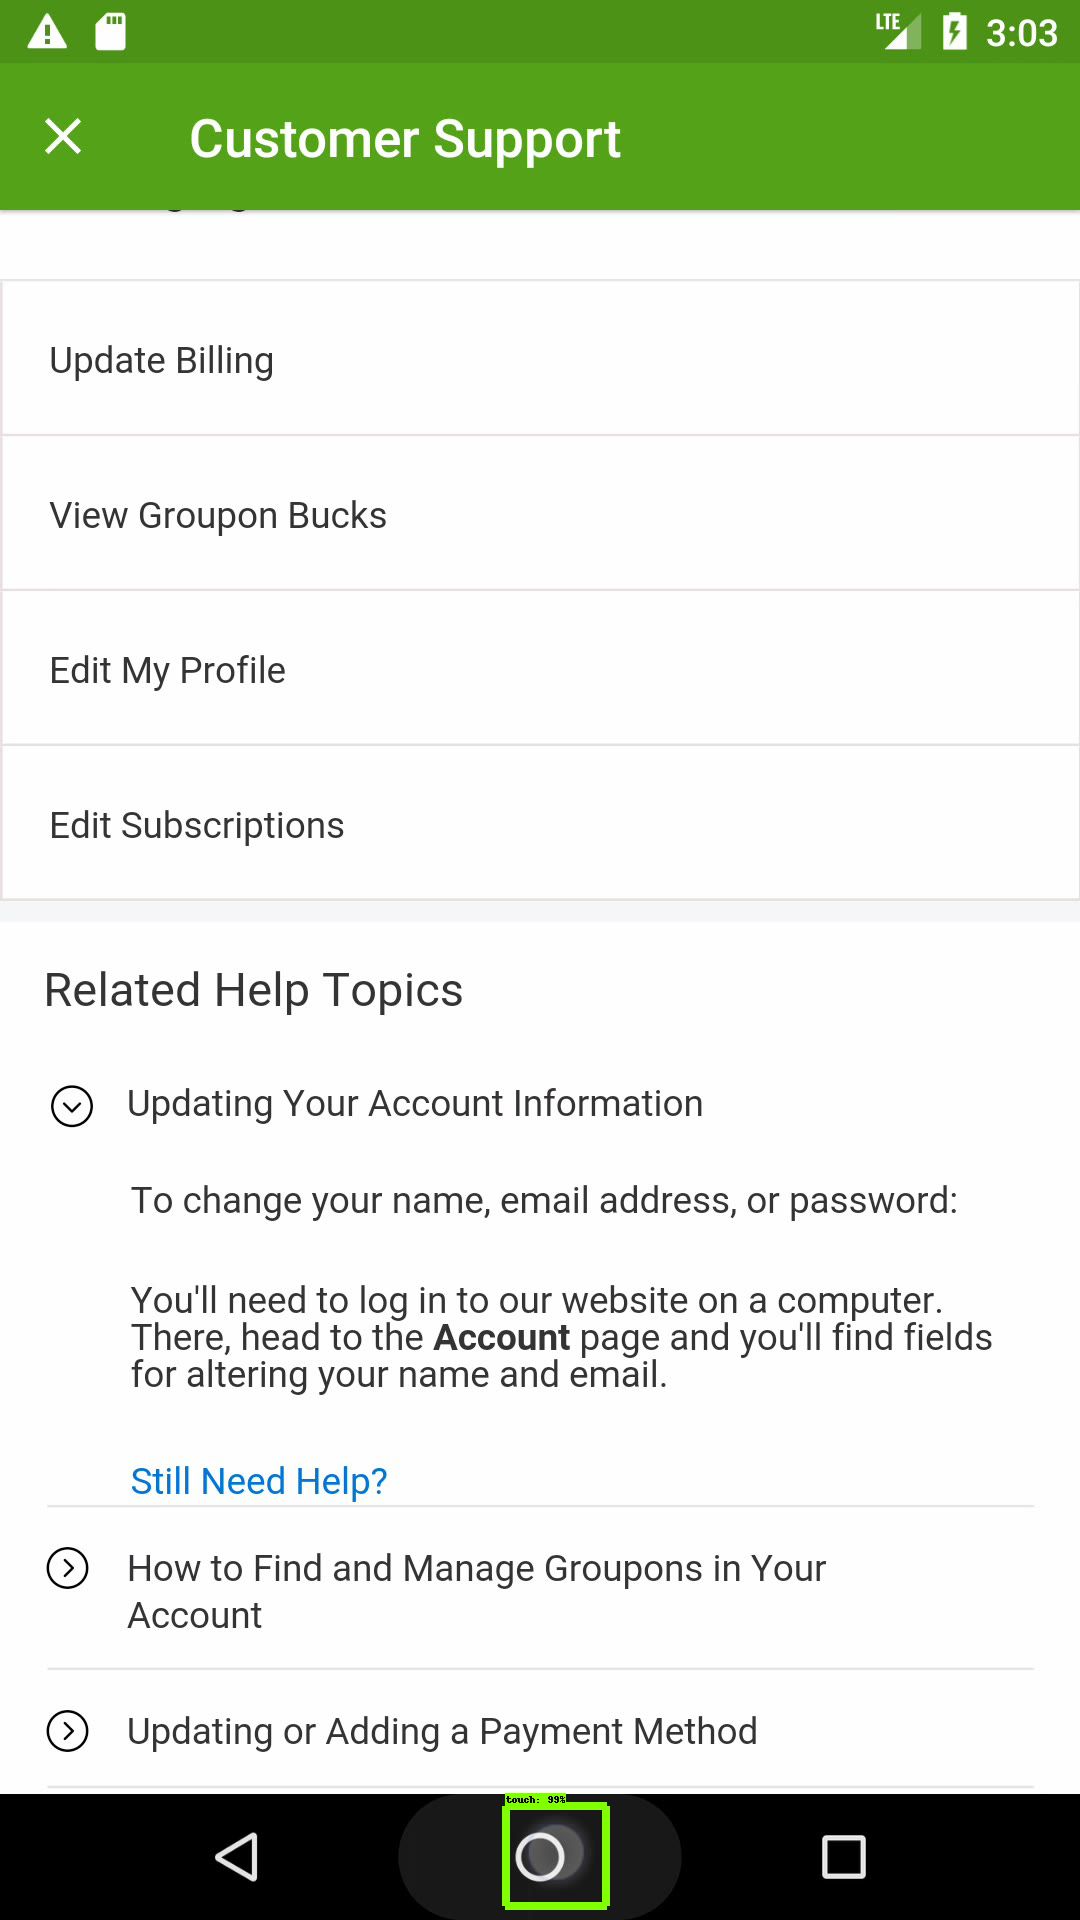 LTE 3:03
Customer Support
Update Billing
View Groupon Bucks
Edit My Profile
Edit Subscriptions
Related Help Topics
Updating Your Account Information
To change your name, email address, or password:
You'll need to log in to our website on a computer.
There, head to the Account page and you'll find fields
for altering your name and email.
Still Need Help?
How to Find and Manage Groupons in Your
Account
Updating or Adding a Payment Method
touch: 99%